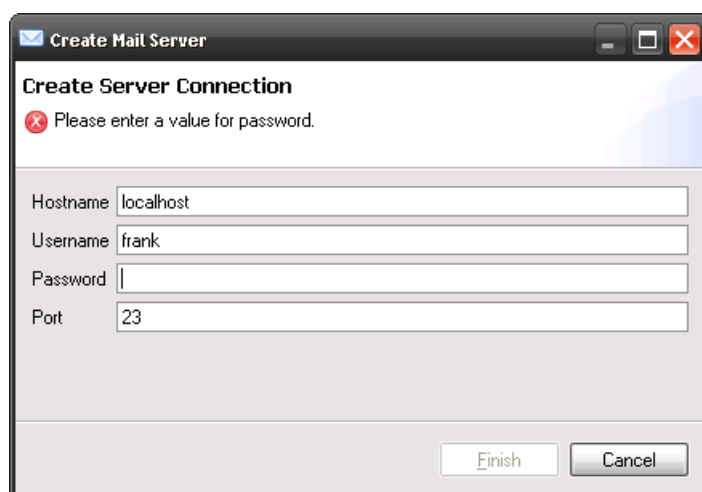 Create Mail Server
Create Server Connection
Please enter a value for password.
Hostname localhost
Username frank
Password
Port 23
Finish Cancel